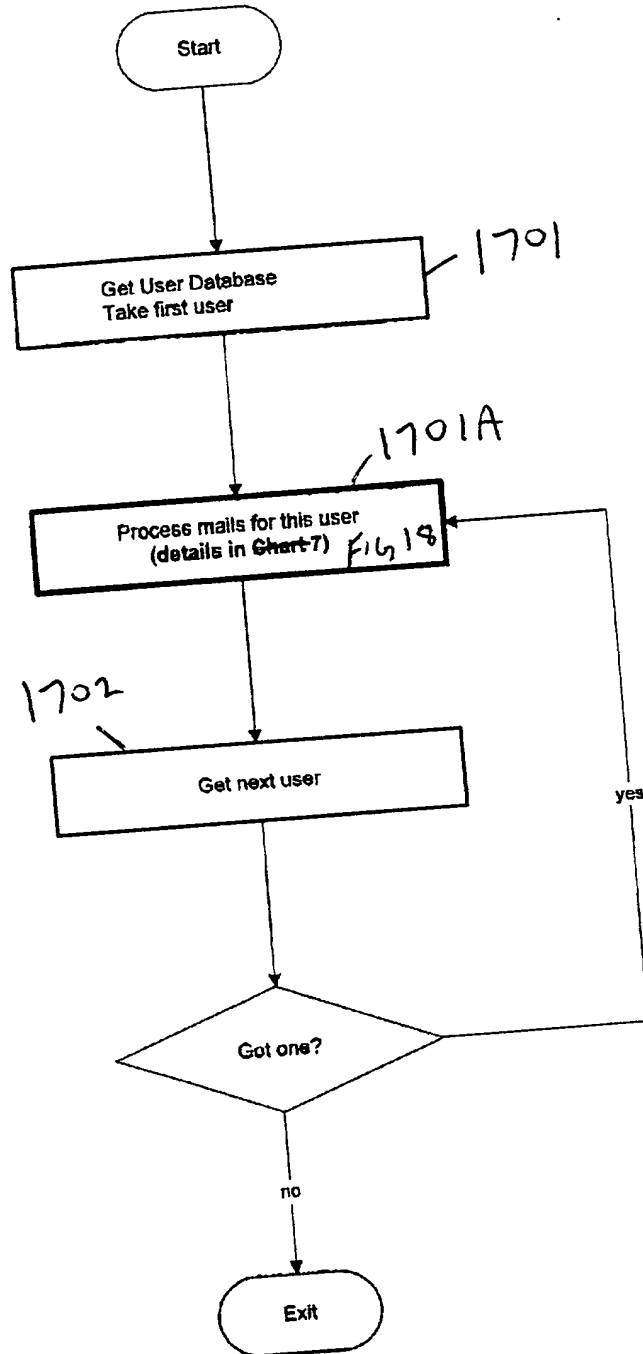 Start
Get User Database
Take first user
1701
1701A
Process mails for this user
(details in Chart 7) FIG 18
1702
Get next user
yes
Got one?
no
Exit